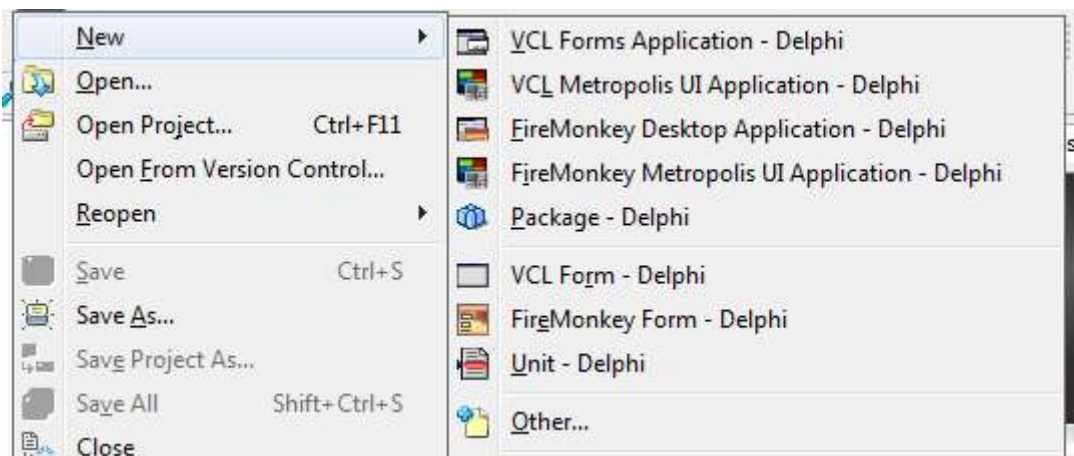 New
Open...
Open Project... Ctrl+F11
Open From Version Control...
Reopen
Save Ctrl+S
Save As...
Save Project As...
Save All Shift+Ctrl+S
Close
VCL Forms Application - Delphi
VCL Metropolis UI Application - Delphi
FireMonkey Desktop Application - Delphi
FireMonkey Metropolis UI Application - Delphi
Package - Delphi
VCL Form - Delphi
FireMonkey Form - Delphi
Unit - Delphi
Other...